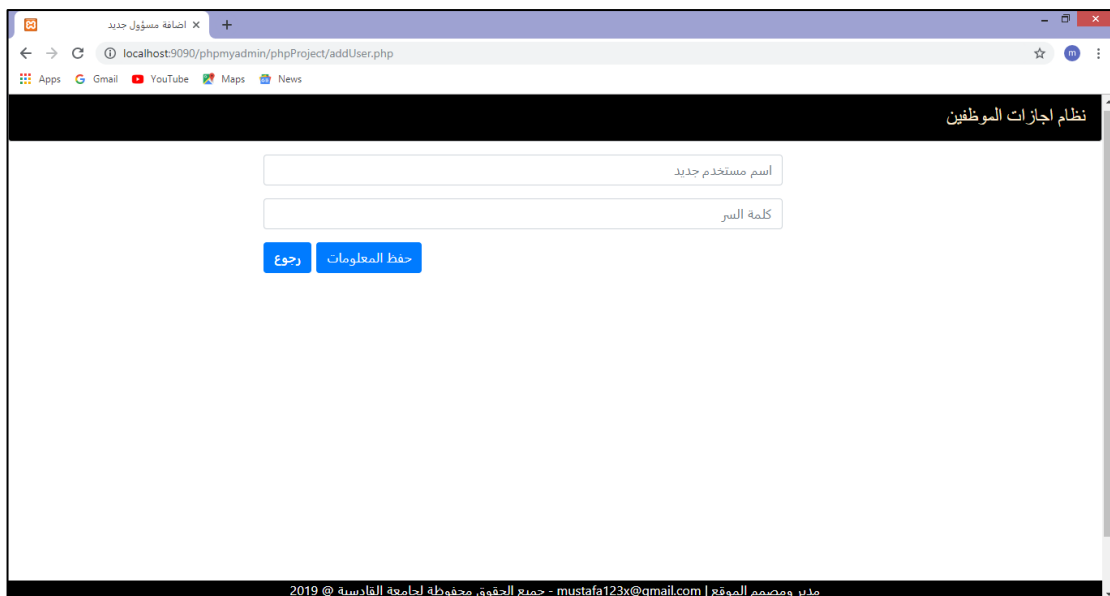 اضافة مسؤول جديد
localhost:9090/phpmyadmin/phpProject/addUser.php
m
Apps Gmail YouTube Maps News
نظام اجازات الموظفين
اسم مستخدم جديد
كلمة السر
حفظ المعلومات رجوع
مدير ومصمم الموقع | mustafa123x@gmail.com - جميع الحقوق محفوظة لجامعة القادسية @ 2019